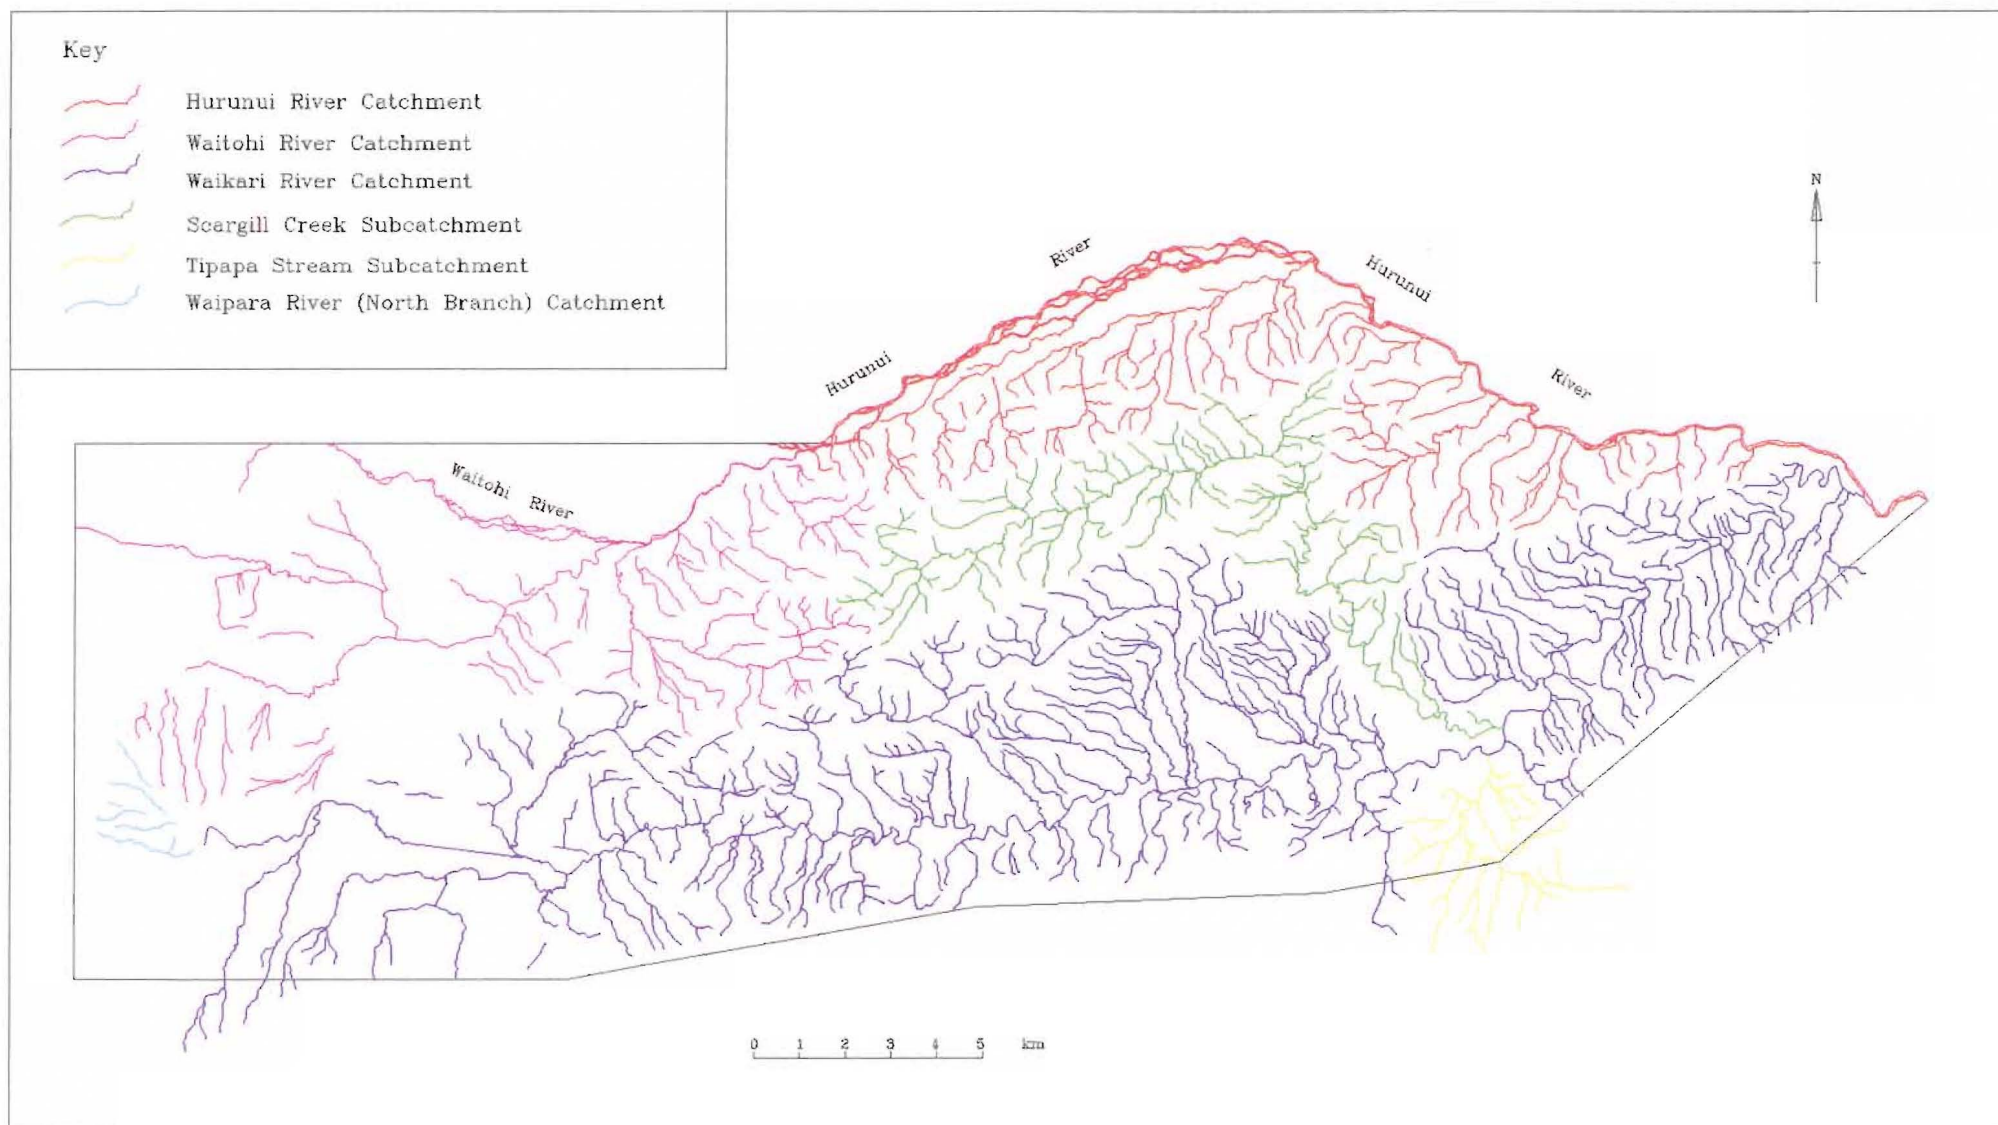 Key
Hurunui River Catchment
Waitohi River Catchment
Waikari River Catchment
Scargill Creek Subcatchment
Tipapa Stream Subcatchment
Waipara River (North Branch) Catchment
N
River
Hurunui
Hurunui
River
Waitohi River
0 1 2 3 4 5 km